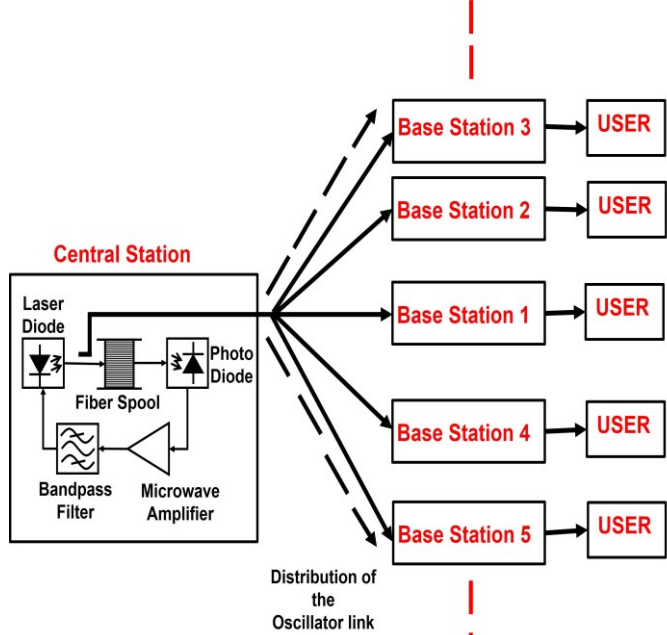 Central Station
Laser
Diode
Photo
Diode
Fiber Spool
Bandpass
Filter
Microwave
Amplifier
Distribution of
the
Oscillator link
Base Station 3
USER
Base Station 2
USER
Base Station 1
USER
Base Station 4
USER
Base Station 5
USER